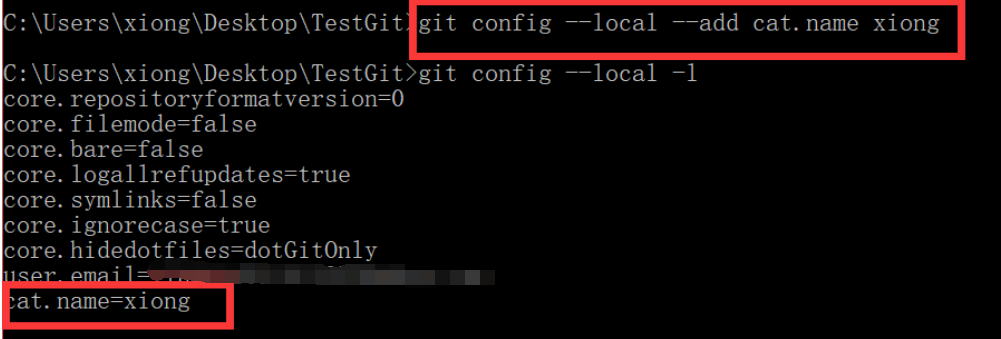 C:\Users\xiong\Desktop\TestGit>git config --local --add cat.name xiong
C:\Users\xiong\Desktop\TestGit>git config --local -l
core.repositoryformatversion=0
core.filemode=false
core.bare=false
core.logallrefupdates=true
core.symlinks=false
core.ignorecase=true
core.hidedotfiles=dotGitOnly
user.email=
cat.name=xiong